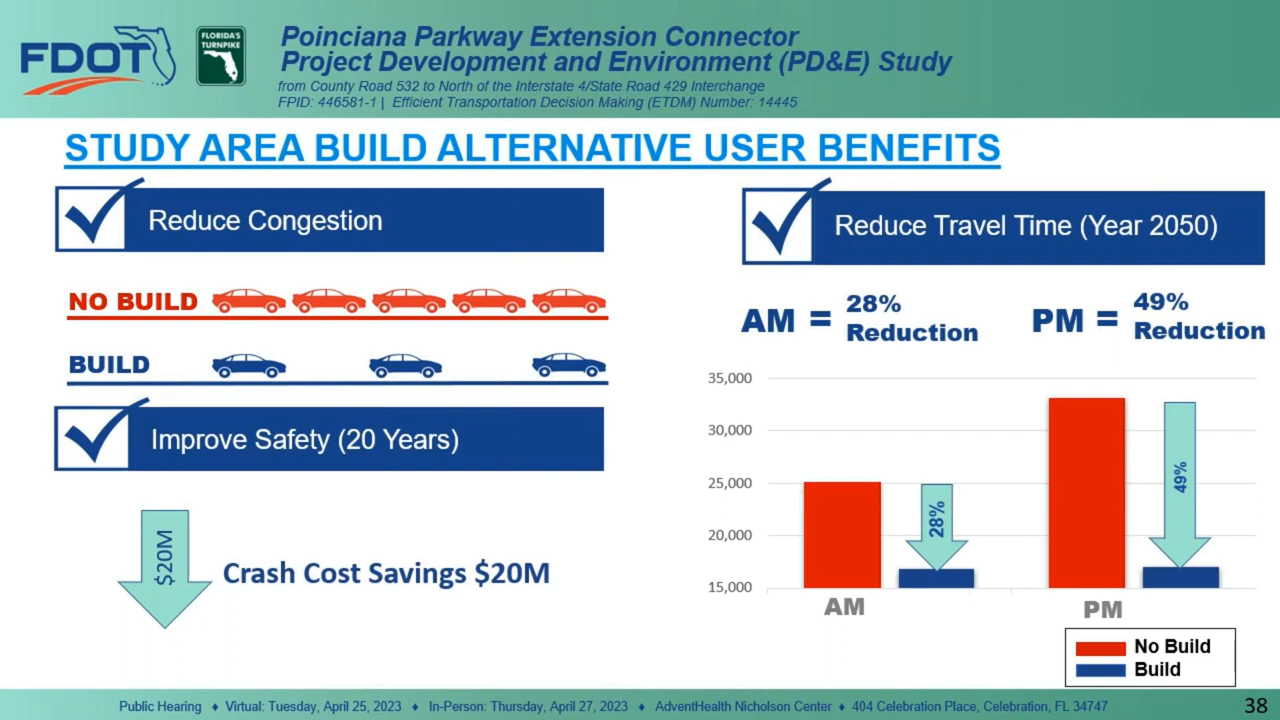 FDOT
FLORIDA'S
TURNPIKE
Poinciana Parkway Extension Connector
Project Development and Environment (PD&E) Study
from County Road 532 to North of the Interstate 4/State Road 429 Interchange
FPID: 446581-1 | Efficient Transportation Decision Making (ETDM) Number: 14445
STUDY AREA BUILD ALTERNATIVE USER BENEFITS
Reduce Congestion
NO BUILD
BUILD
Improve Safety (20 Years)
$20M
Crash Cost Savings $20M
Reduce Travel Time (Year 2050)
AM = 28% Reduction
PM = 49% Reduction
35,000
30,000
25,000
20,000
15,000
28%
49%
AM
PM
No Build
Build
Public Hearing ♦ Virtual: Tuesday, April 25, 2023 ♦ In-Person: Thursday, April 27, 2023 ♦ AdventHealth Nicholson Center ♦ 404 Celebration Place, Celebration, FL 34747
38